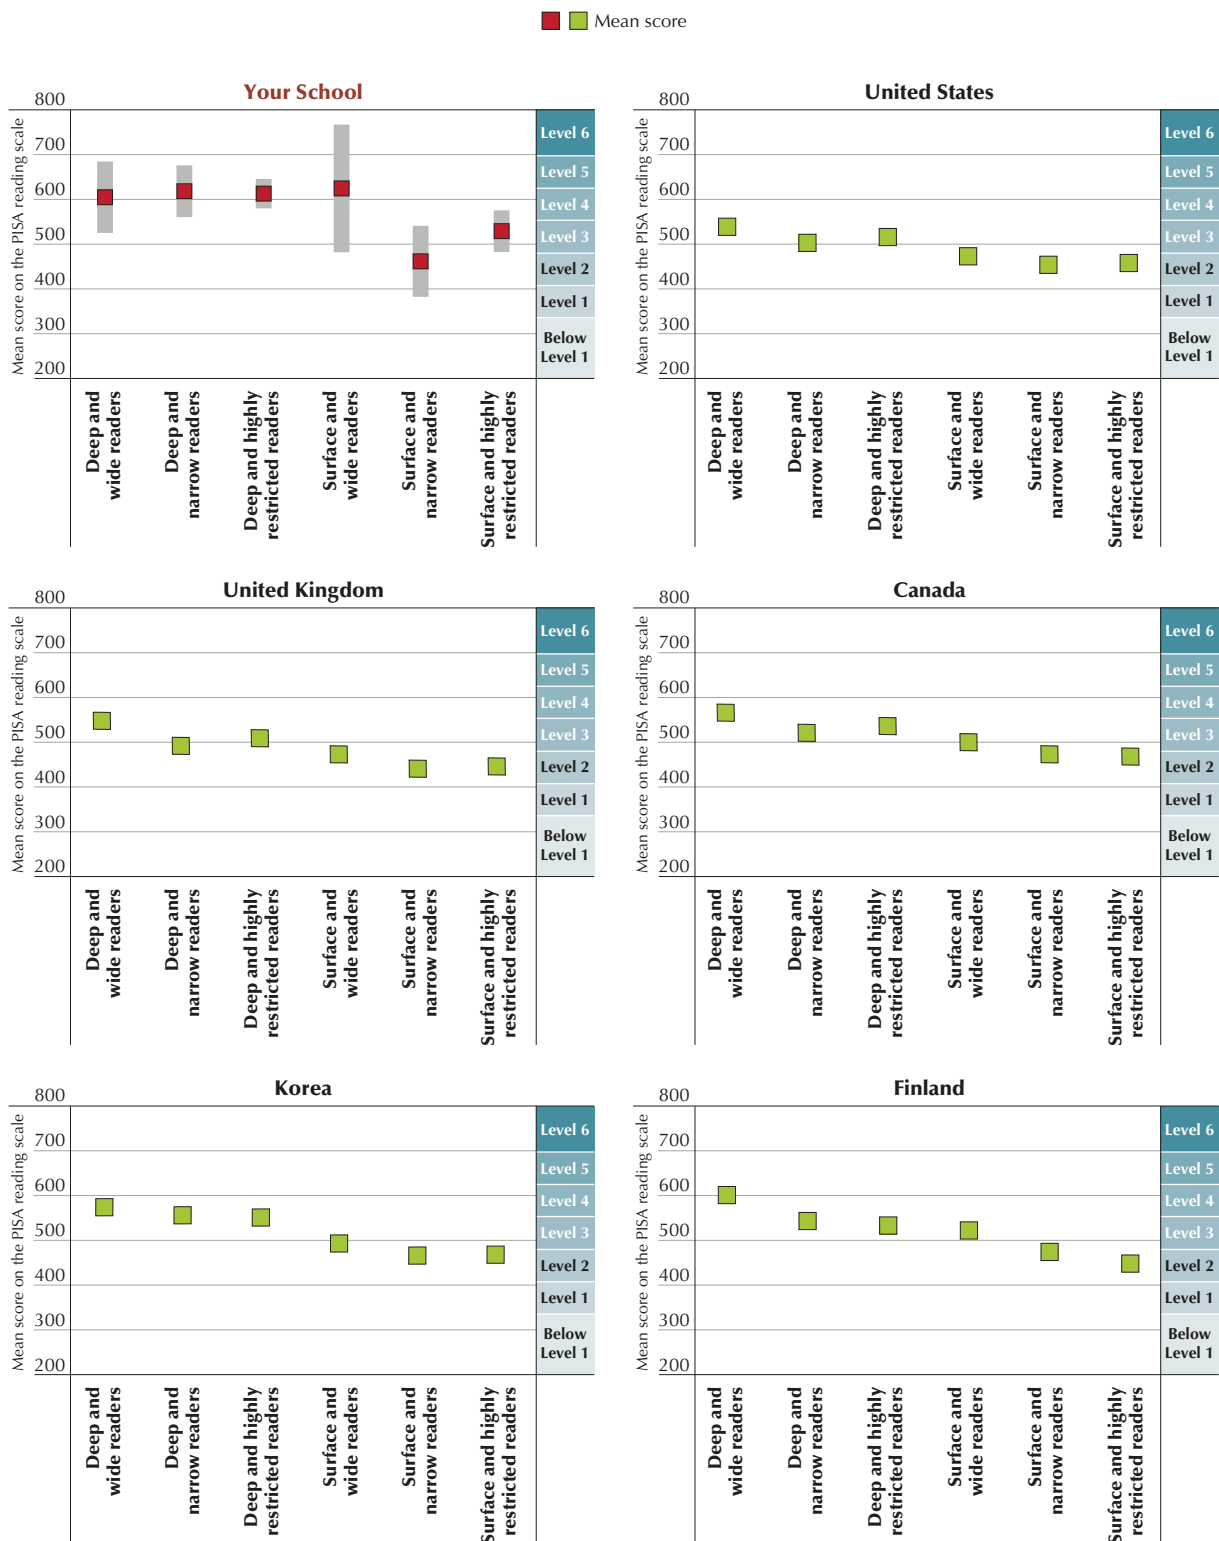 Mean score
Your School
Mean score on the PISA reading scale
800
700
600
500
400
300
200
Level 6
Level 5
Level 4
Level 3
Level 2
Level 1
Below
Level 1
Deep and
wide readers
Deep and
narrow readers
Deep and highly
restricted readers
Surface and
wide readers
Surface and
narrow readers
Surface and highly
restricted readers
United States
Mean score on the PISA reading scale
800
700
600
500
400
300
200
Level 6
Level 5
Level 4
Level 3
Level 2
Level 1
Below
Level 1
Deep and
wide readers
Deep and
narrow readers
Deep and highly
restricted readers
Surface and
wide readers
Surface and
narrow readers
Surface and highly
restricted readers
United Kingdom
Mean score on the PISA reading scale
800
700
600
500
400
300
200
Level 6
Level 5
Level 4
Level 3
Level 2
Level 1
Below
Level 1
Deep and
wide readers
Deep and
narrow readers
Deep and highly
restricted readers
Surface and
wide readers
Surface and
narrow readers
Surface and highly
restricted readers
Canada
Mean score on the PISA reading scale
800
700
600
500
400
300
200
Level 6
Level 5
Level 4
Level 3
Level 2
Level 1
Below
Level 1
Deep and
wide readers
Deep and
narrow readers
Deep and highly
restricted readers
Surface and
wide readers
Surface and
narrow readers
Surface and highly
restricted readers
Korea
Mean score on the PISA reading scale
800
700
600
500
400
300
200
Level 6
Level 5
Level 4
Level 3
Level 2
Level 1
Below
Level 1
Deep and
wide readers
Deep and
narrow readers
Deep and highly
restricted readers
Surface and
wide readers
Surface and
narrow readers
Surface and highly
restricted readers
Finland
Mean score on the PISA reading scale
800
700
600
500
400
300
200
Level 6
Level 5
Level 4
Level 3
Level 2
Level 1
Below
Level 1
Deep and
wide readers
Deep and
narrow readers
Deep and highly
restricted readers
Surface and
wide readers
Surface and
narrow readers
Surface and highly
restricted readers